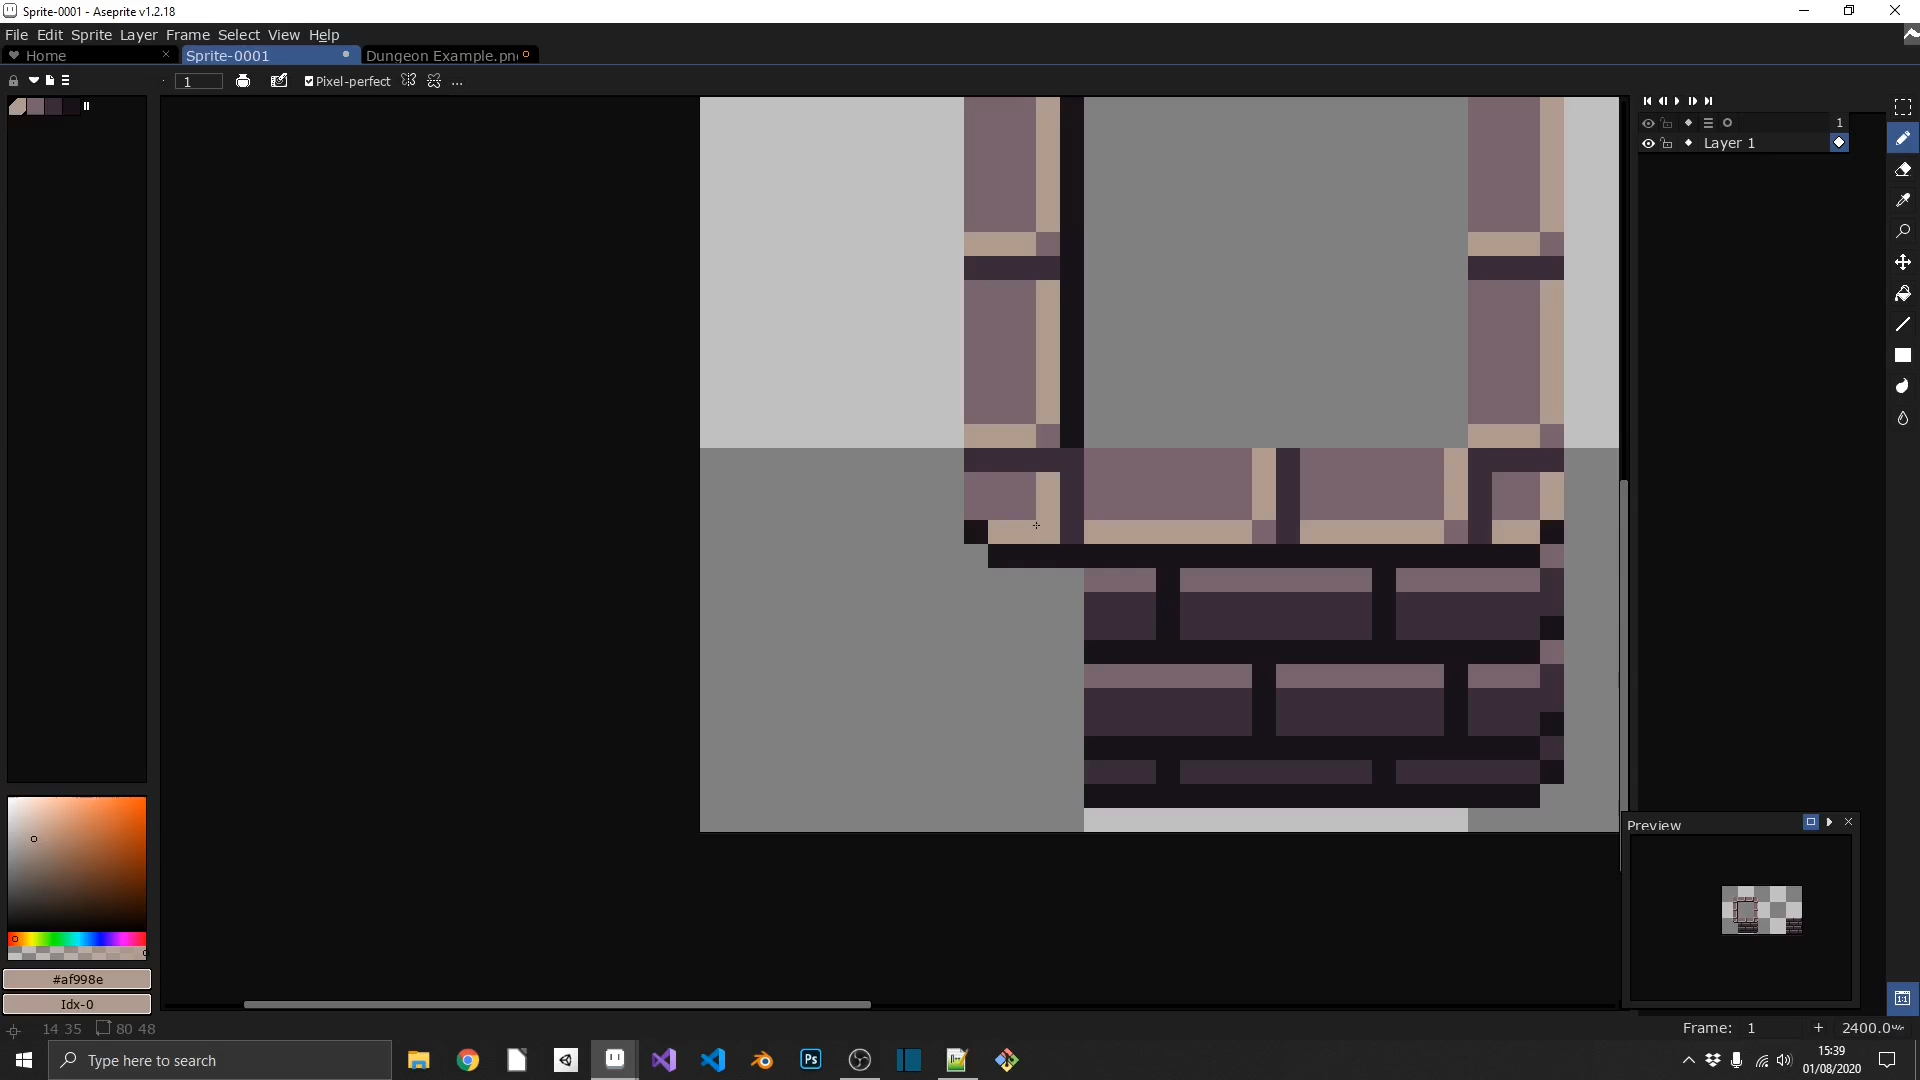 Sprite-0001 - Aseprite v1.2.18
File Edit Sprite Layer Frame Select View Help
Home Sprite-0001 Dungeon Example.pn
1 Pixel-perfect ...
1
Layer 1
Preview
#af998e
Idx-0
14 35 80 48
Frame: 1 + 2400.0
Type here to search
Ps
15:39
01/08/2020